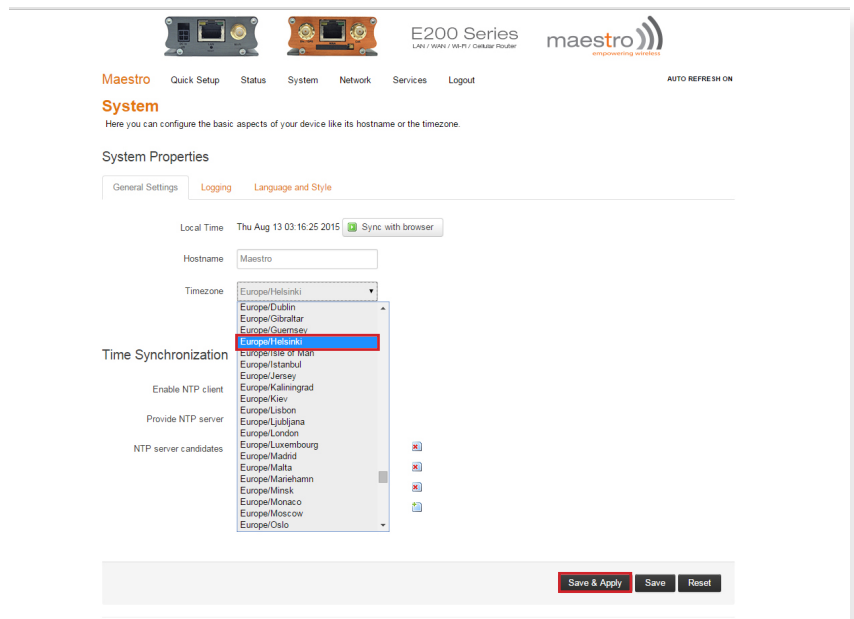 E200 Series
LAN / WAN / Wi-Fi / Cellular Router
maestro
empowering wireless
Maestro Quick Setup Status System Network Services Logout AUTO REFRESH ON
System
Here you can configure the basic aspects of your device like its hostname or the timezone.
System Properties
General Settings Logging Language and Style
Local Time Thu Aug 13 03:16:25 2015 Sync with browser
Hostname Maestro
Timezone Europe/Helsinki
Europe/Dublin
Europe/Gibraltar
Europe/Guernsey
Europe/Helsinki
Europe/Isle of Man
Time Synchronization
Europe/Istanbul
Europe/Jersey
Europe/Kaliningrad
Enable NTP client
Europe/Kiev
Europe/Lisbon
Provide NTP server
Europe/Ljubljana
Europe/London
Europe/Luxembourg
NTP server candidates
Europe/Madrid
Europe/Malta
Europe/Mariehamn
Europe/Minsk
Europe/Monaco
Europe/Moscow
Europe/Oslo
Save & Apply Save Reset